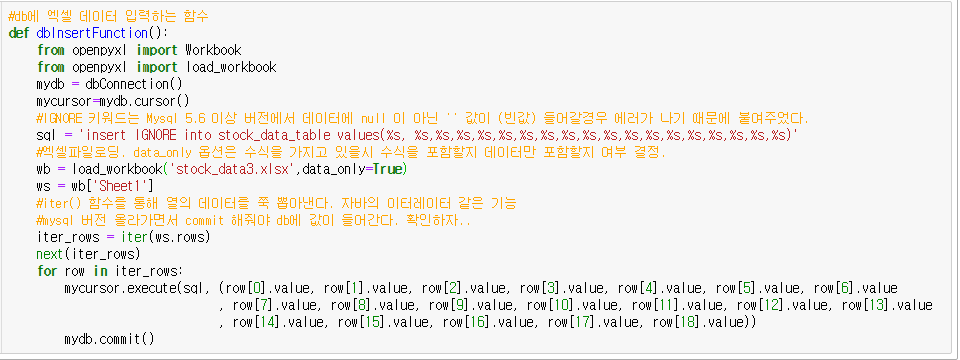 #db에 엑셀 데이터 입력하는 함수
def dbInsertFunction():
    from openpyxl import Workbook
    from openpyxl import load_workbook
    mydb = dbConnection()
    mycursor=mydb.cursor()
    #IGNORE 키워드는 Mysql 5.6 이상 버전에서 데이터에 null 이 아닌 '' 값이 (빈값) 들어갈경우 에러가 나기 때문에 붙여주었다.
    sql = 'insert IGNORE into stock_data_table values(%s, %s,%s,%s,%s,%s,%s,%s,%s,%s,%s,%s,%s,%s,%s,%s,%s,%s,%s)'
    #엑셀파일로딩. data_only 옵션은 수식을 가지고 있을시 수식을 포함할지 데이터만 포함할지 여부 결정.
    wb = load_workbook('stock_data3.xlsx',data_only=True)
    ws = wb['Sheet1']
    #iter() 함수를 통해 열의 데이터를 쭉 뽑아낸다. 자바의 이터레이터 같은 기능
    #mysql 버전 올라가면서 commit 해줘야 db에 값이 들어간다. 확인하자..
    iter_rows = iter(ws.rows)
    next(iter_rows)
    for row in iter_rows:
        mycursor.execute(sql, (row[0].value, row[1].value, row[2].value, row[3].value, row[4].value, row[5].value, row[6].value
                              , row[7].value, row[8].value, row[9].value, row[10].value, row[11].value, row[12].value, row[13].value
                              , row[14].value, row[15].value, row[16].value, row[17].value, row[18].value))
        mydb.commit()